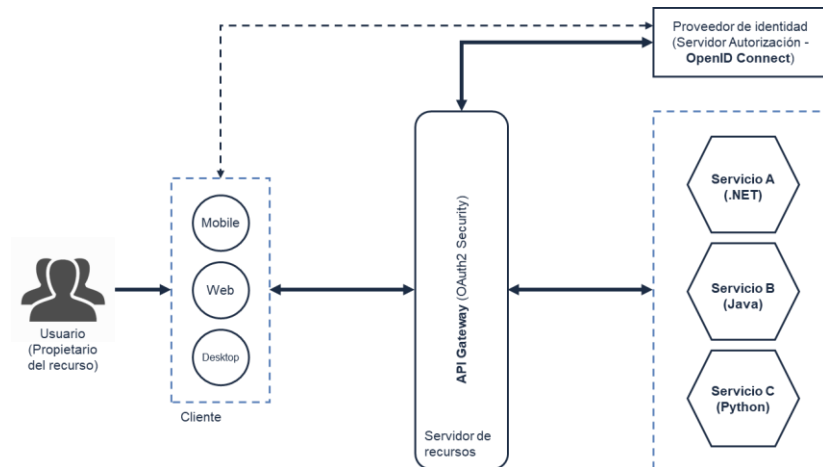 Proveedor de identidad
(Servidor Autorización -
OpenID Connect)
Mobile
Web
Desktop
Cliente
Usuario
(Propietario
del recurso)
API Gateway (OAuth2 Security)
Servidor de
recursos
Servicio A
(.NET)
Servicio B
(Java)
Servicio C
(Python)